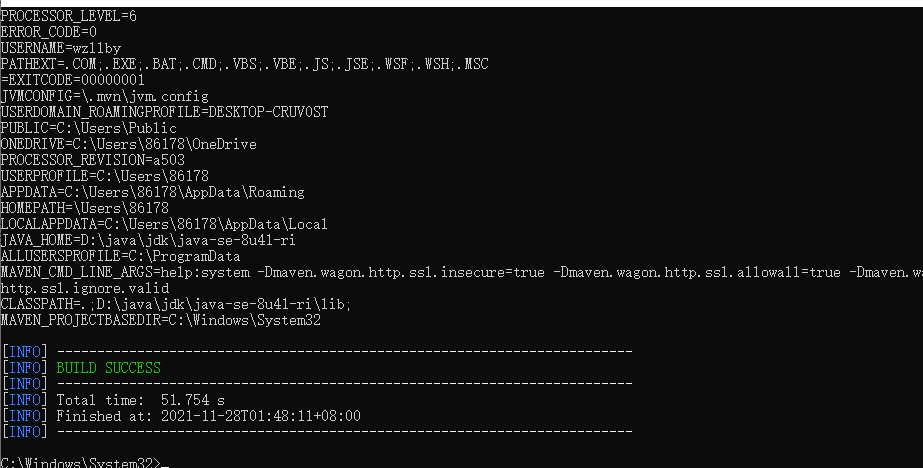 PROCESSOR_LEVEL=6
ERROR_CODE=0
USERNAME=wzllby
PATHEXT=.COM;.EXE;.BAT;.CMD;.VBS;.VBE;.JS;.JSE;.WSF;.WSH;.MSC
=EXITCODE=00000001
JVMCONFIG=\.mvn\jvm.config
USERDOMAIN_ROAMINGPROFILE=DESKTOP-CRUVOST
PUBLIC=C:\Users\Public
ONEDRIVE=C:\Users\86178\OneDrive
PROCESSOR_REVISION=a503
USERPROFILE=C:\Users\86178
APPDATA=C:\Users\86178\AppData\Roaming
HOMEPATH=\Users\86178
LOCALAPPDATA=C:\Users\86178\AppData\Local
JAVA_HOME=D:\java\jdk\java-se-8u41-ri
ALLUSERSPROFILE=C:\ProgramData
MAVEN_CMD_LINE_ARGS=help:system -Dmaven.wagon.http.ssl.insecure=true -Dmaven.wagon.http.ssl.allowall=true -Dmaven.wa
http.ssl.ignore.valid
CLASSPATH=.;D:\java\jdk\java-se-8u41-ri\lib;
MAVEN_PROJECTBASEDIR=C:\Windows\System32
[INFO] ------------------------------------------------------------------------
[INFO] BUILD SUCCESS
[INFO] ------------------------------------------------------------------------
[INFO] Total time:  51.754 s
[INFO] Finished at: 2021-11-28T01:48:11+08:00
[INFO] ------------------------------------------------------------------------
C:\Windows\System32>_